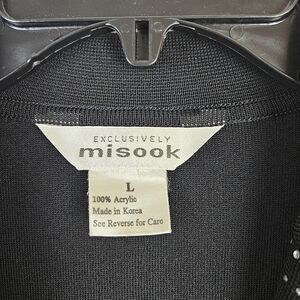 EXCLUSIVELY
misook
L
100% Acrylic
Made in Korea
See Reverse for Care